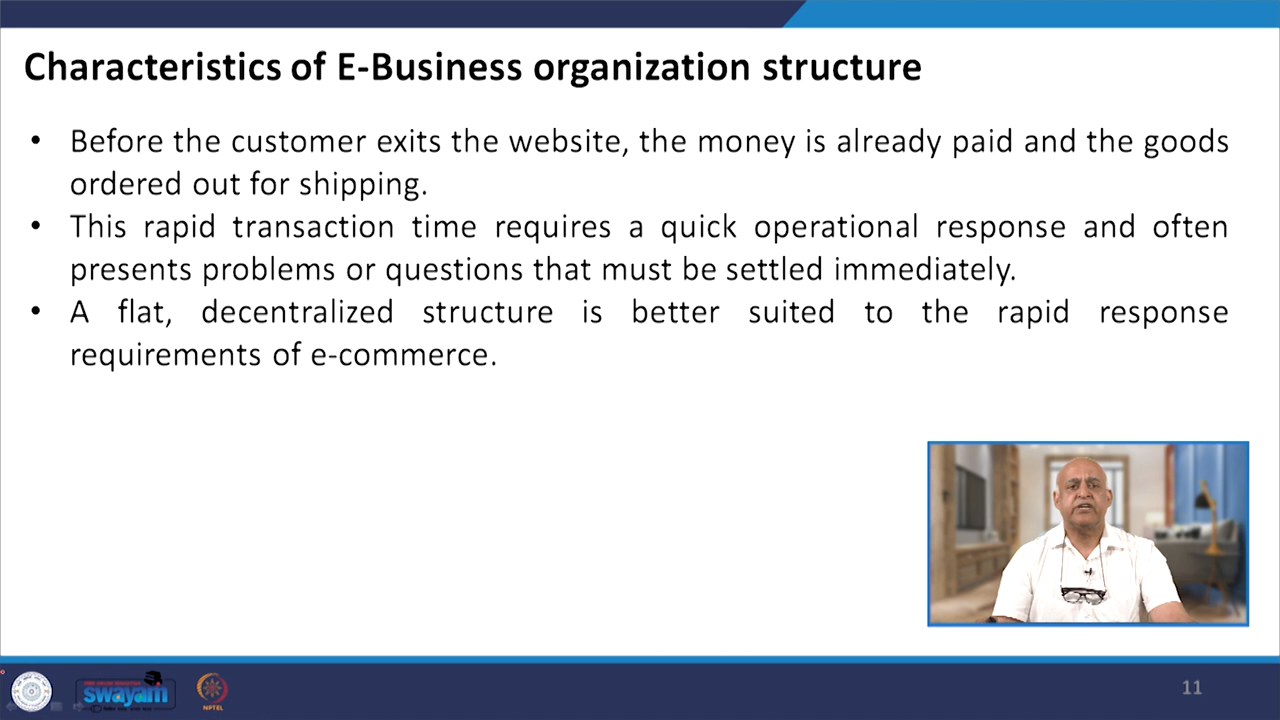 Characteristics of E-Business organization structure
• Before the customer exits the website, the money is already paid and the goods
ordered out for shipping.
• This rapid transaction time requires a quick operational response and often
presents problems or questions that must be settled immediately.
• A flat, decentralized structure is better suited to the rapid response
requirements of e-commerce.
swayam
NPTEL
11